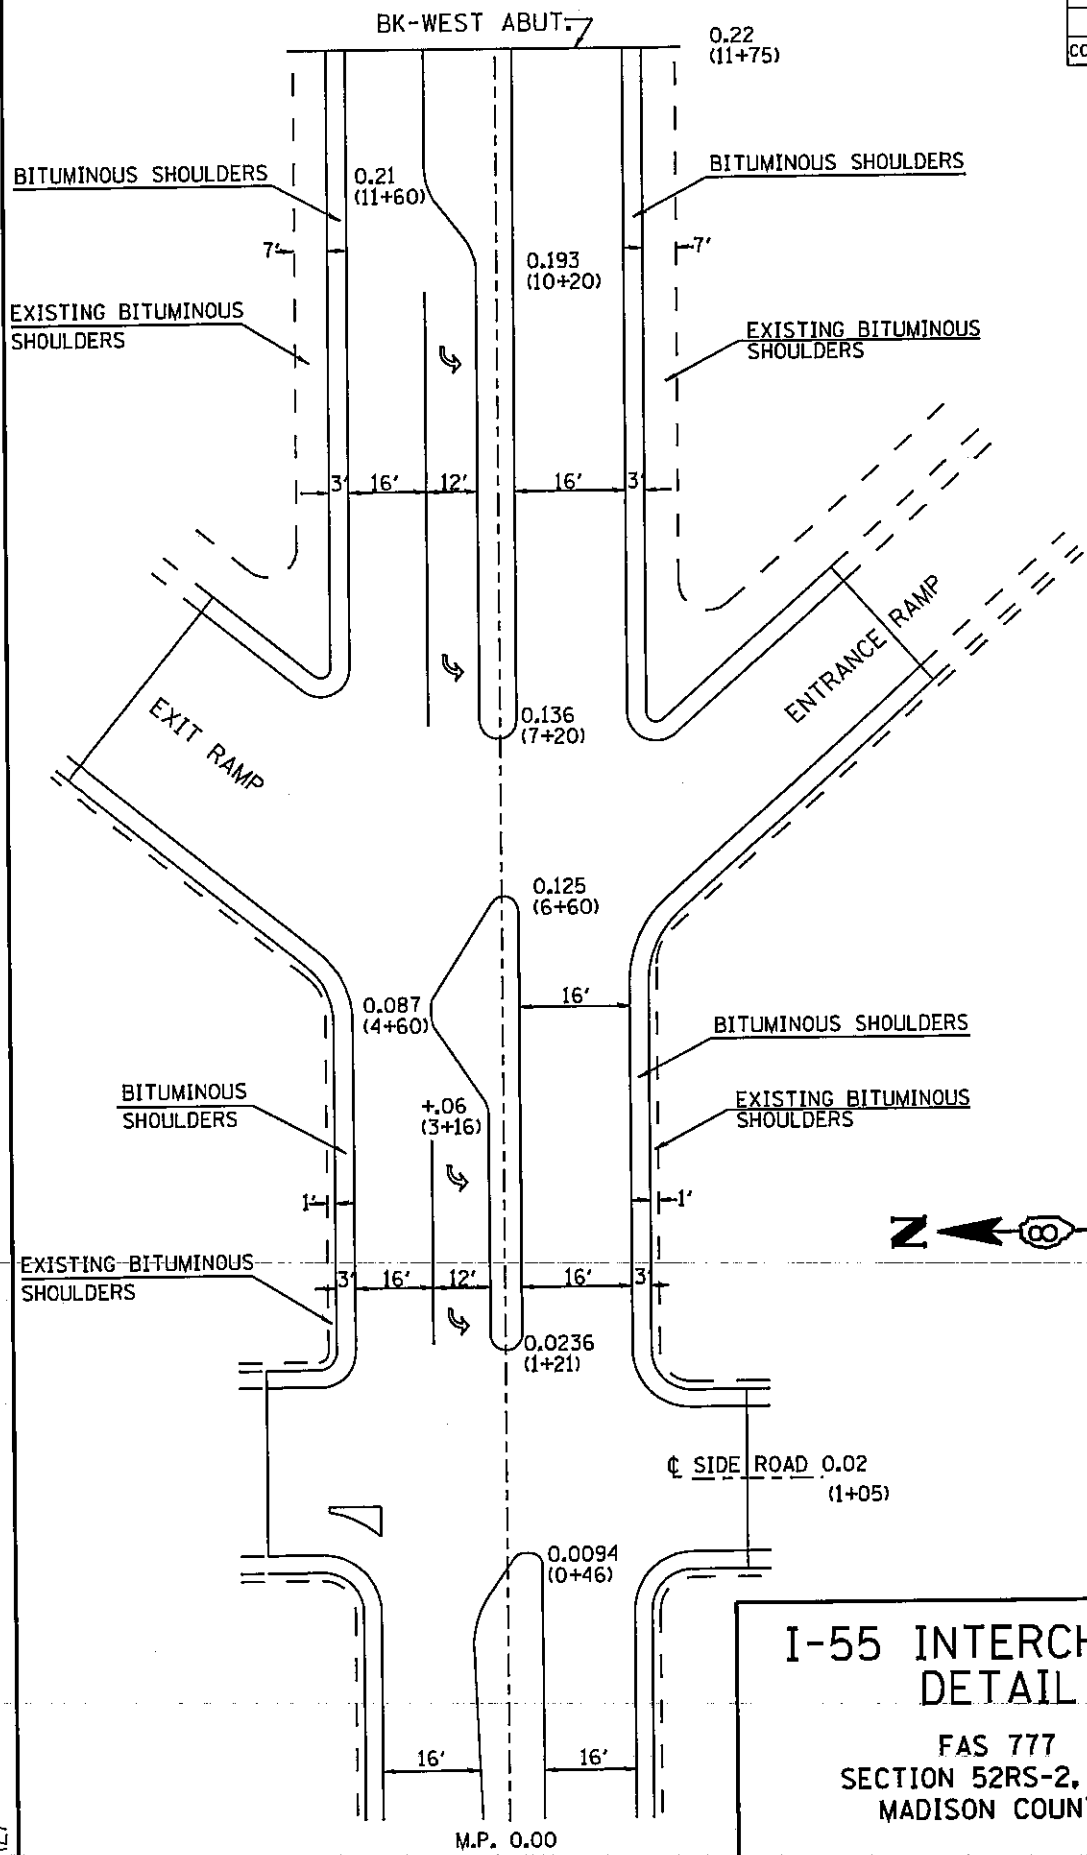 BK-WEST ABUT.
0.22
(11+75)
CO
BITUMINOUS SHOULDERS
0.21
(11+60)
BITUMINOUS SHOULDERS
7'
0.193
(10+20)
7'
EXISTING BITUMINOUS
SHOULDERS
EXISTING BITUMINOUS
SHOULDERS
3'
16'
12'
16'
3'
EXIT RAMP
ENTRANCE RAMP
0.136
(7+20)
0.125
(6+60)
0.087
(4+60)
16'
BITUMINOUS SHOULDERS
BITUMINOUS
SHOULDERS
+.06
(3+16)
EXISTING BITUMINOUS
SHOULDERS
1'
1'
N
8
EXISTING BITUMINOUS
SHOULDERS
3'
16'
12'
16'
3'
0.0236
(1+21)
℄ SIDE ROAD 0.02
(1+05)
0.0094
(0+46)
16'
16'
M.P. 0.00
I-55 INTERCH
DETAIL
FAS 777
SECTION 52RS-2,
MADISON COUN